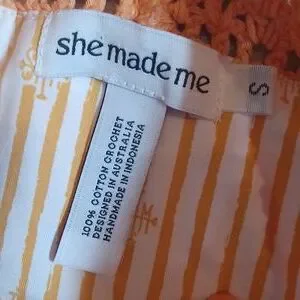 she made me
S
100% COTTON CROCHET
DESIGNED IN AUSTRALIA
HANDMADE IN INDONESIA